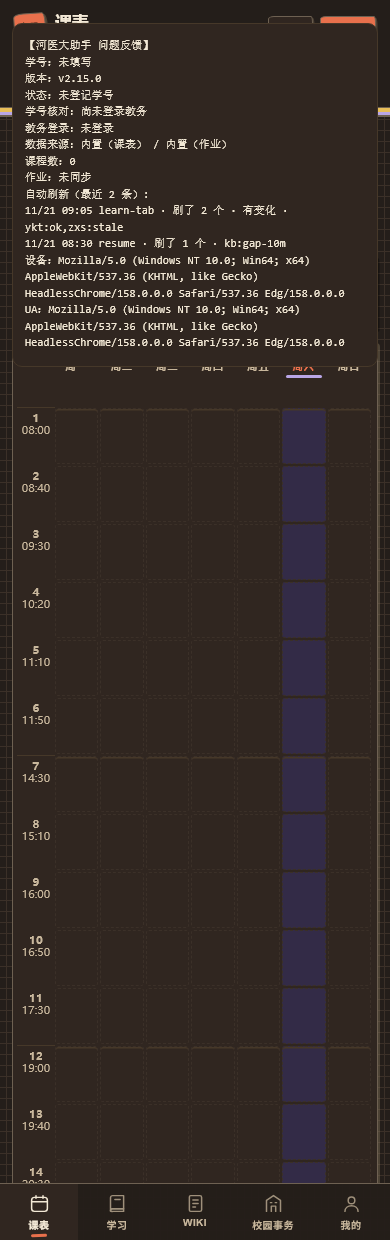 课表
【河医大助手 问题反馈】
学号: 未填写
版本: v2.15.0
状态: 未登记学号
学号核对: 尚未登录教务
教务登录: 未登录
数据来源: 内置（课表） / 内置（作业）
课程数: 0
作业: 未同步
自动刷新（最近 2 条）:
11/21 09:05 learn-tab · 刷了 2 个 · 有变化 ·
ykt:ok,zxs:stale
11/21 08:30 resume · 刷了 1 个 · kb:gap-10m
设备: Mozilla/5.0 (Windows NT 10.0; Win64; x64)
AppleWebKit/537.36 (KHTML, like Gecko)
HeadlessChrome/158.0.0.0 Safari/537.36 Edg/158.0.0.0
UA: Mozilla/5.0 (Windows NT 10.0; Win64; x64)
AppleWebKit/537.36 (KHTML, like Gecko)
HeadlessChrome/158.0.0.0 Safari/537.36 Edg/158.0.0.0
周二 周三 周四 周五 周六 周日
1
08:00
2
08:40
3
09:30
4
10:20
5
11:10
6
11:50
7
14:30
8
15:10
9
16:00
10
16:50
11
17:30
12
19:00
13
19:40
14
课表 学习 WIKI 校园事务 我的